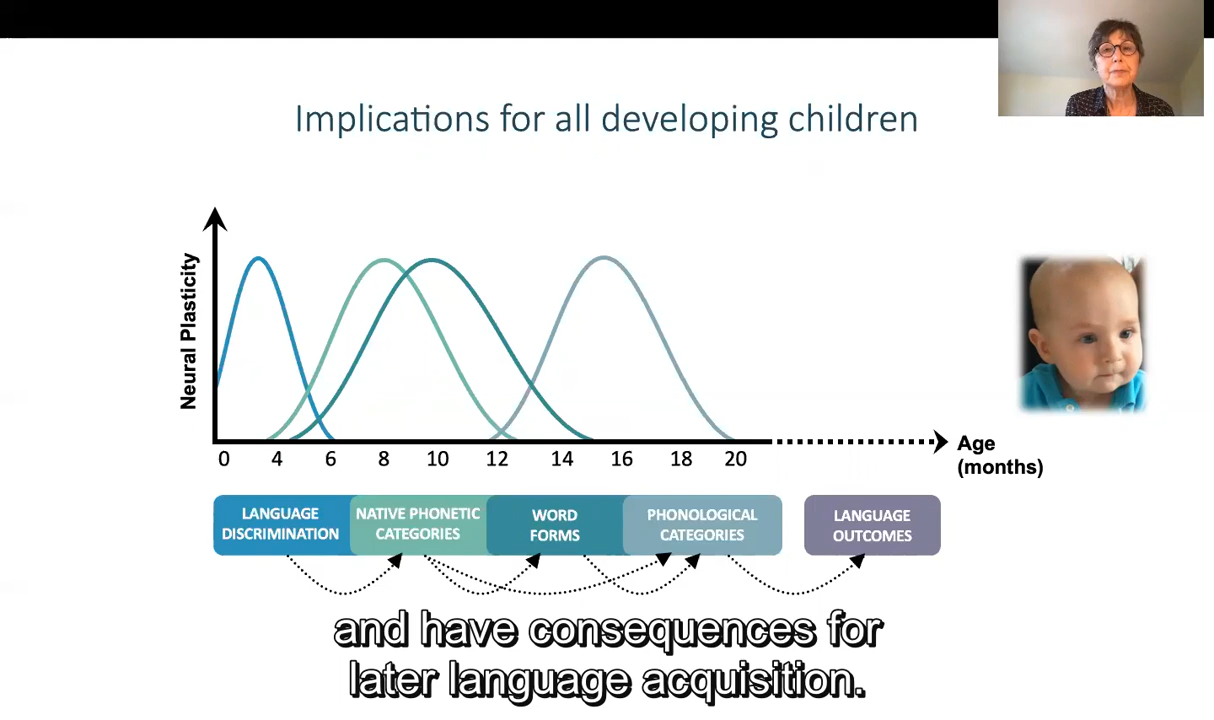 Implications for all developing children
Neural Plasticity
0 4 6 8 10 12 14 16 18 20
Age
(months)
LANGUAGE
DISCRIMINATION
NATIVE PHONETIC
CATEGORIES
WORD
FORMS
PHONOLOGICAL
CATEGORIES
LANGUAGE
OUTCOMES
and have consequences for
later language acquisition.